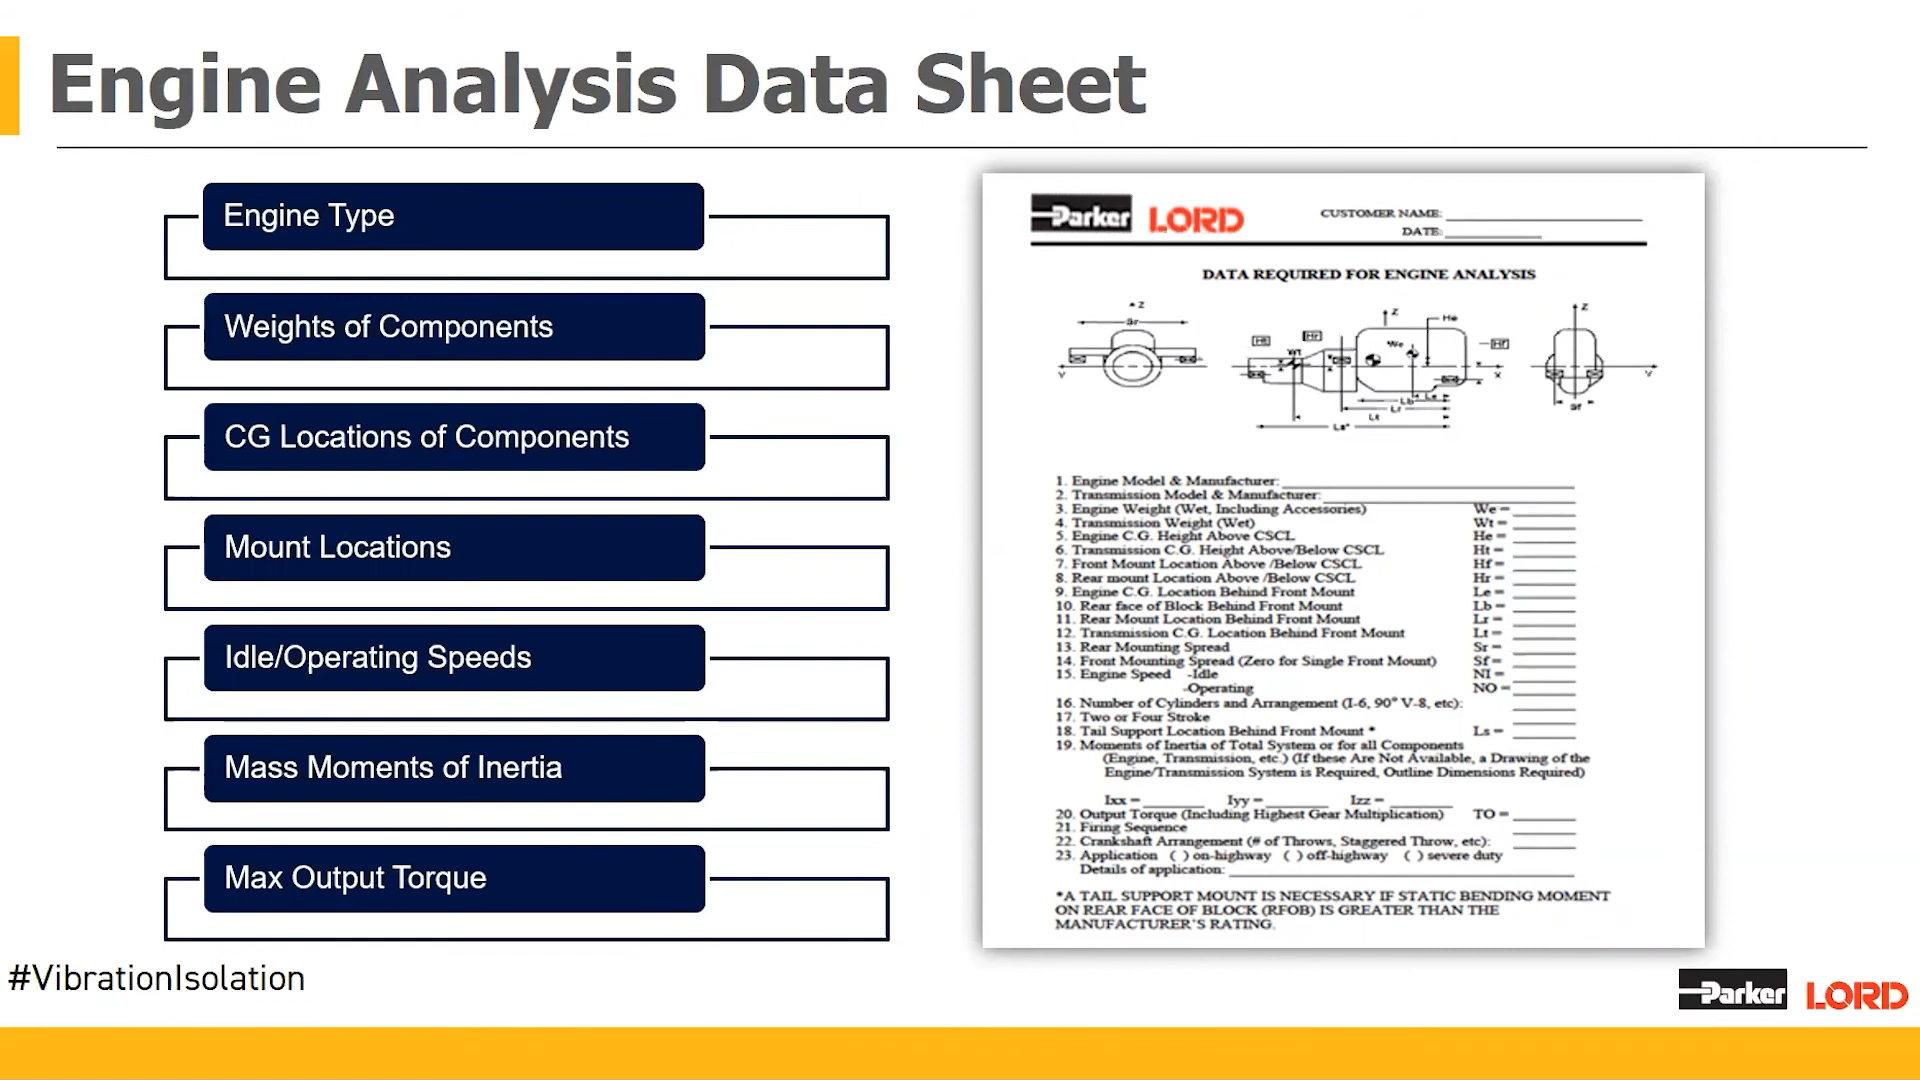 Engine Analysis Data Sheet
Engine Type
Weights of Components
CG Locations of Components
Mount Locations
Idle/Operating Speeds
Mass Moments of Inertia
Max Output Torque
#VibrationIsolation
Parker LORD
CUSTOMER NAME:
DATE:
DATA REQUIRED FOR ENGINE ANALYSIS
Z
Sr
Y
Ht
Hr
Wt
Z
He
We
Hf
X
Le
Lb
Lr
Lt
Ls*
Z
Y
Sf
1. Engine Model & Manufacturer:
2. Transmission Model & Manufacturer:
3. Engine Weight (Wet, Including Accessories) We =
4. Transmission Weight (Wet) Wt =
5. Engine C.G. Height Above CSCL He =
6. Transmission C.G. Height Above/Below CSCL Ht =
7. Front Mount Location Above /Below CSCL Hf =
8. Rear mount Location Above /Below CSCL Hr =
9. Engine C.G. Location Behind Front Mount Le =
10. Rear face of Block Behind Front Mount Lb =
11. Rear Mount Location Behind Front Mount Lr =
12. Transmission C.G. Location Behind Front Mount Lt =
13. Rear Mounting Spread Sr =
14. Front Mounting Spread (Zero for Single Front Mount) Sf =
15. Engine Speed -Idle NI =
-Operating NO =
16. Number of Cylinders and Arrangement (I-6, 90° V-8, etc):
17. Two or Four Stroke
18. Tail Support Location Behind Front Mount * Ls =
19. Moments of Inertia of Total System or for all Components
(Engine, Transmission, etc.) (If these Are Not Available, a Drawing of the
Engine/Transmission System is Required, Outline Dimensions Required)
Ixx = Iyy = Izz =
20. Output Torque (Including Highest Gear Multiplication) TO =
21. Firing Sequence
22. Crankshaft Arrangement (# of Throws, Staggered Throw, etc):
23. Application ( ) on-highway ( ) off-highway ( ) severe duty
Details of application:
*A TAIL SUPPORT MOUNT IS NECESSARY IF STATIC BENDING MOMENT
ON REAR FACE OF BLOCK (RFOB) IS GREATER THAN THE
MANUFACTURER'S RATING.
Parker LORD